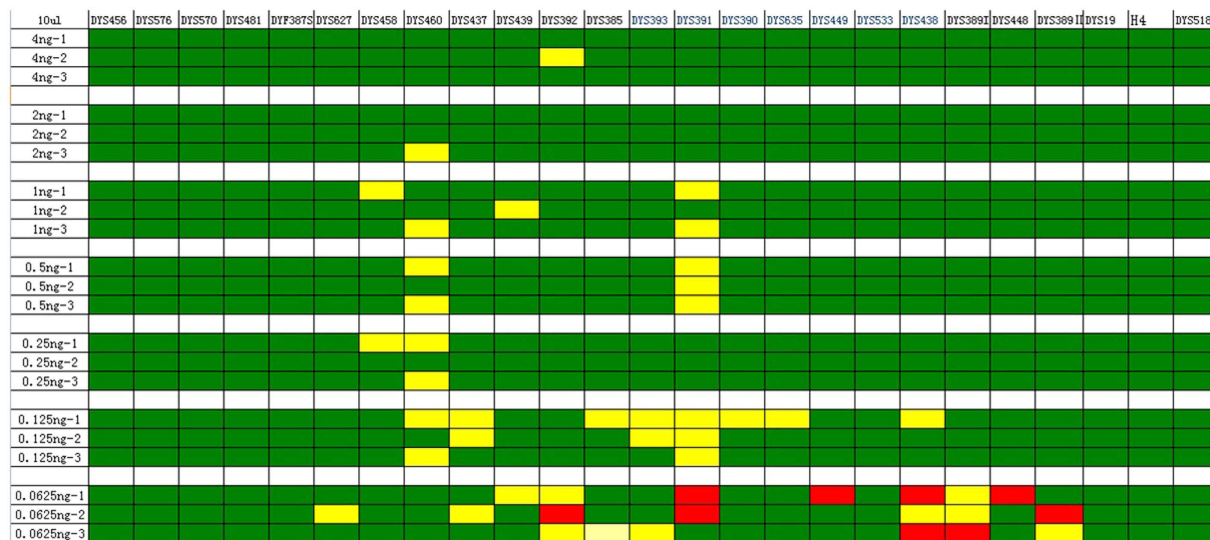 10ul DYS456 DYS576 DYS570 DYS481 DYF387S DYS627 DYS458 DYS460 DYS437 DYS439 DYS392 DYS385 DYS393 DYS391 DYS390 DYS635 DYS449 DYS533 DYS438 DYS389I DYS448 DYS389II DYS19 H4 DYS518
4ng-1
4ng-2
4ng-3
2ng-1
2ng-2
2ng-3
1ng-1
1ng-2
1ng-3
0.5ng-1
0.5ng-2
0.5ng-3
0.25ng-1
0.25ng-2
0.25ng-3
0.125ng-1
0.125ng-2
0.125ng-3
0.0625ng-1
0.0625ng-2
0.0625ng-3